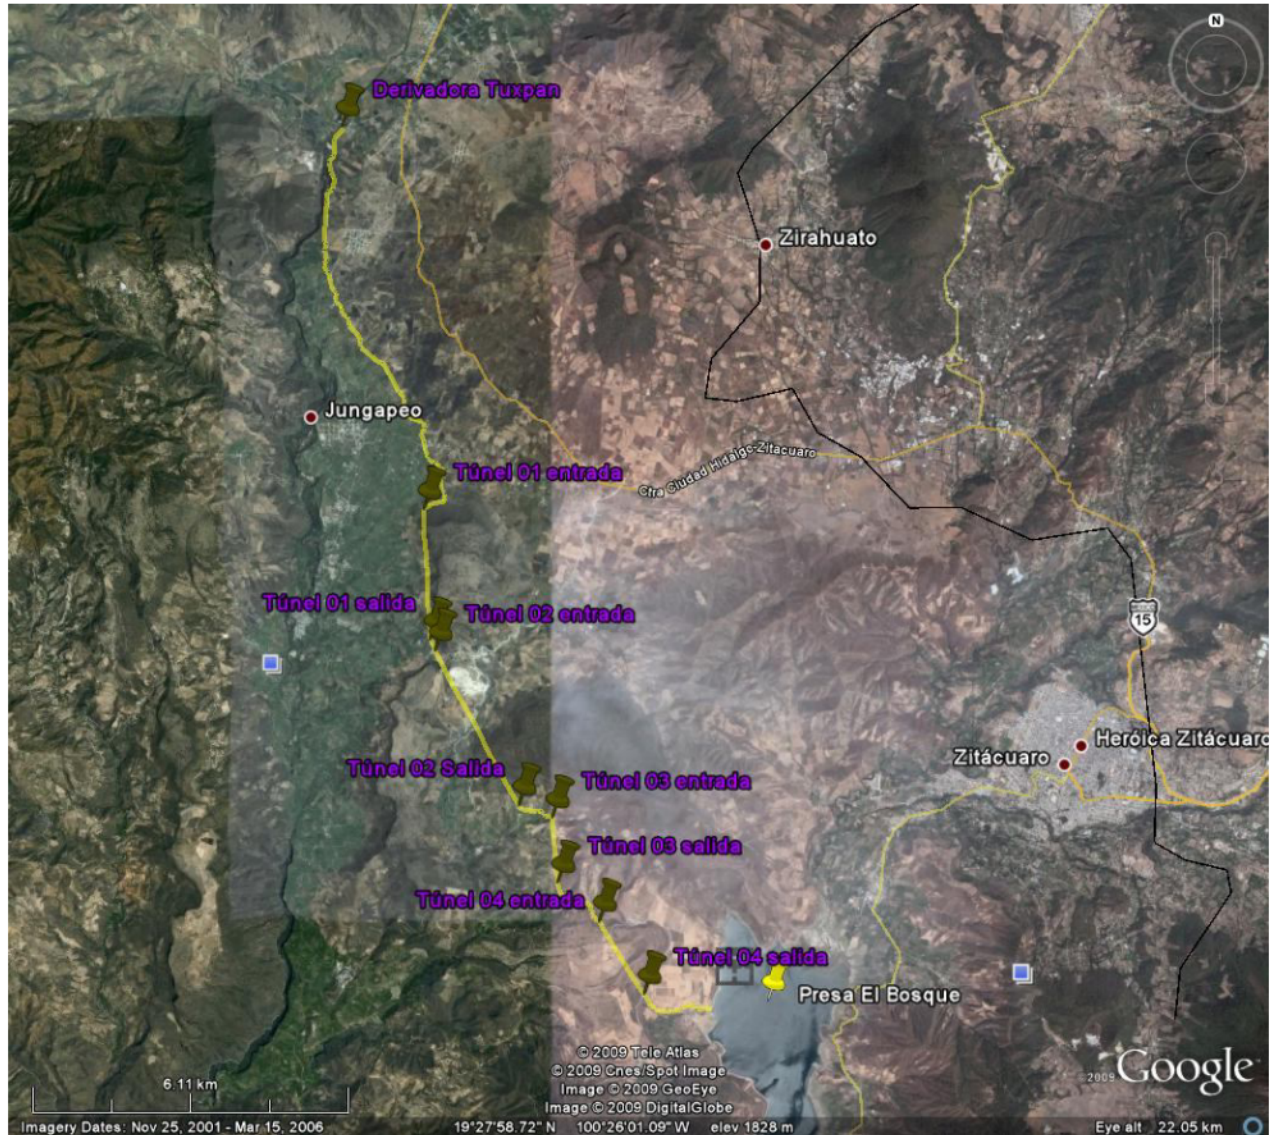 N
Derivadora Tuxpan
Zirahuato
Jungapeo
Cfra Ciudad Hidalgo-Zitacuaro
Túnel 01 entrada
Túnel 01 salida
Túnel 02 entrada
15
Heróica Zitácuaro
Zitácuaro
Túnel 02 Salida
Túnel 03 entrada
Túnel 03 salida
Túnel 04 entrada
Túnel 04 salida
Presa El Bosque
© 2009 Tele Atlas
© 2009 Cnes/Spot Image
Image © 2009 GeoEye
Image © 2009 DigitalGlobe
2009 Google
6.11 km
Imagery Dates: Nov 25, 2001 - Mar 15, 2006 19°27'58.72" N 100°26'01.09" W elev 1828 m Eye alt 22.05 km